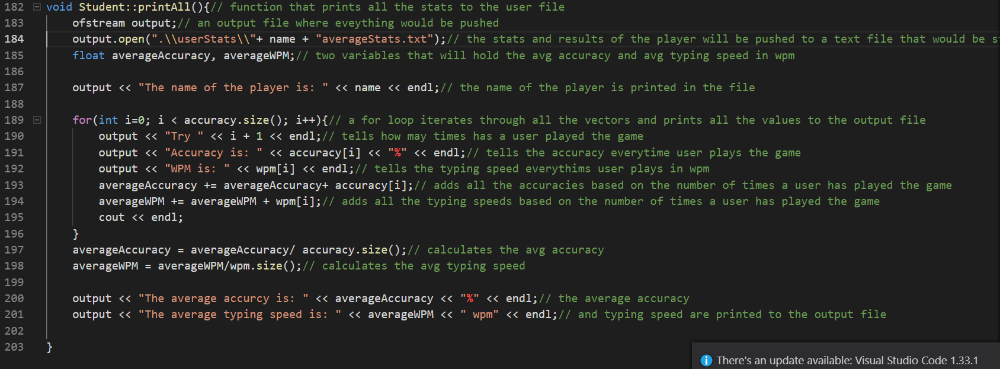 182 void Student::printAll(){// function that prints all the stats to the user file
183 ofstream output;// an output file where eveything would be pushed
184 output.open(".\\userStats\\"+ name + "averageStats.txt");// the stats and results of the player will be pushed to a text file that would be s
185 float averageAccuracy, averageWPM;// two variables that will hold the avg accuracy and avg typing speed in wpm
186
187 output << "The name of the player is: " << name << endl;// the name of the player is printed in the file
188
189 for(int i=0; i < accuracy.size(); i++){// a for loop iterates through all the vectors and prints all the values to the output file
190 output << "Try " << i + 1 << endl;// tells how may times has a user played the game
191 output << "Accuracy is: " << accuracy[i] << "%" << endl;// tells the accuracy everytime user plays the game
192 output << "WPM is: " << wpm[i] << endl;// tells the typing speed everythims user plays in wpm
193 averageAccuracy += averageAccuracy+ accuracy[i];// adds all the accuracies based on the number of times a user has played the game
194 averageWPM += averageWPM + wpm[i];// adds all the typing speeds based on the number of times a user has played the game
195 cout << endl;
196 }
197 averageAccuracy = averageAccuracy/ accuracy.size();// calculates the avg accuracy
198 averageWPM = averageWPM/wpm.size();// calculates the avg typing speed
199
200 output << "The average accurcy is: " << averageAccuracy << "%" << endl;// the average accuracy
201 output << "The average typing speed is: " << averageWPM << " wpm" << endl;// and typing speed are printed to the output file
202
203 }
There's an update available: Visual Studio Code 1.33.1